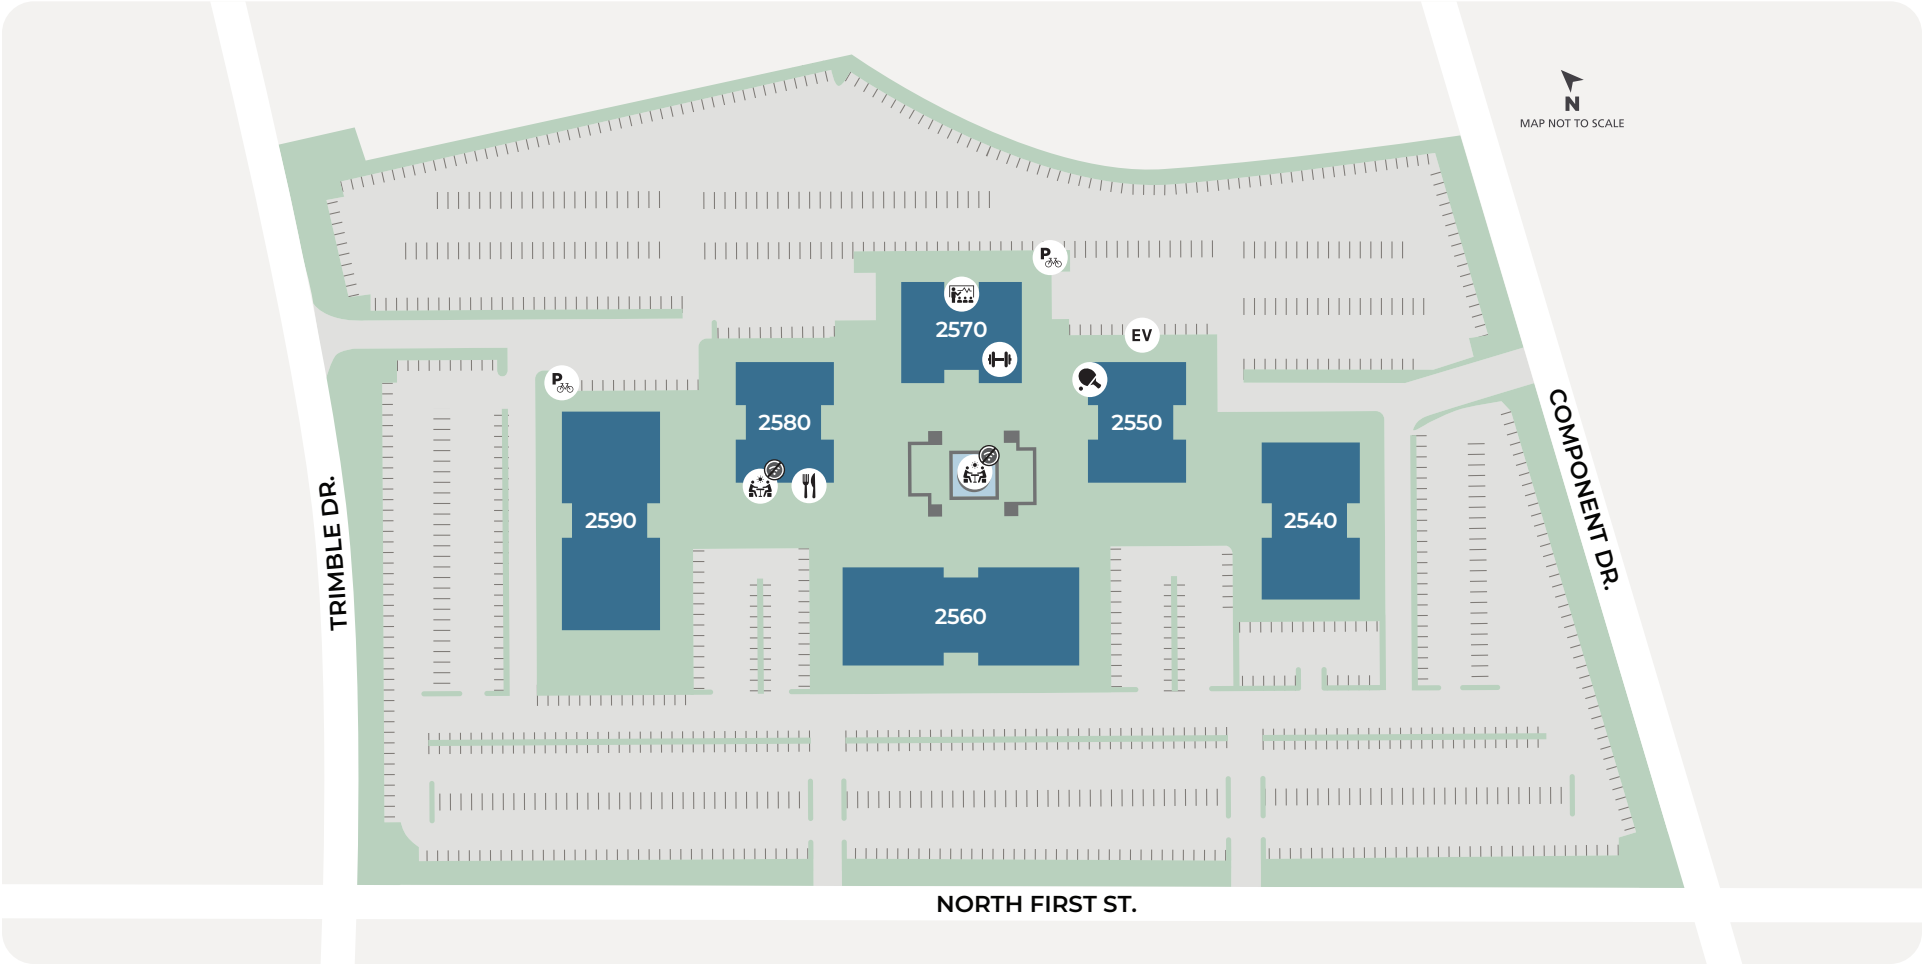 N
MAP NOT TO SCALE
P
2570
EV
P
2580
2550
2590
2540
2560
TRIMBLE DR.
COMPONENT DR.
NORTH FIRST ST.